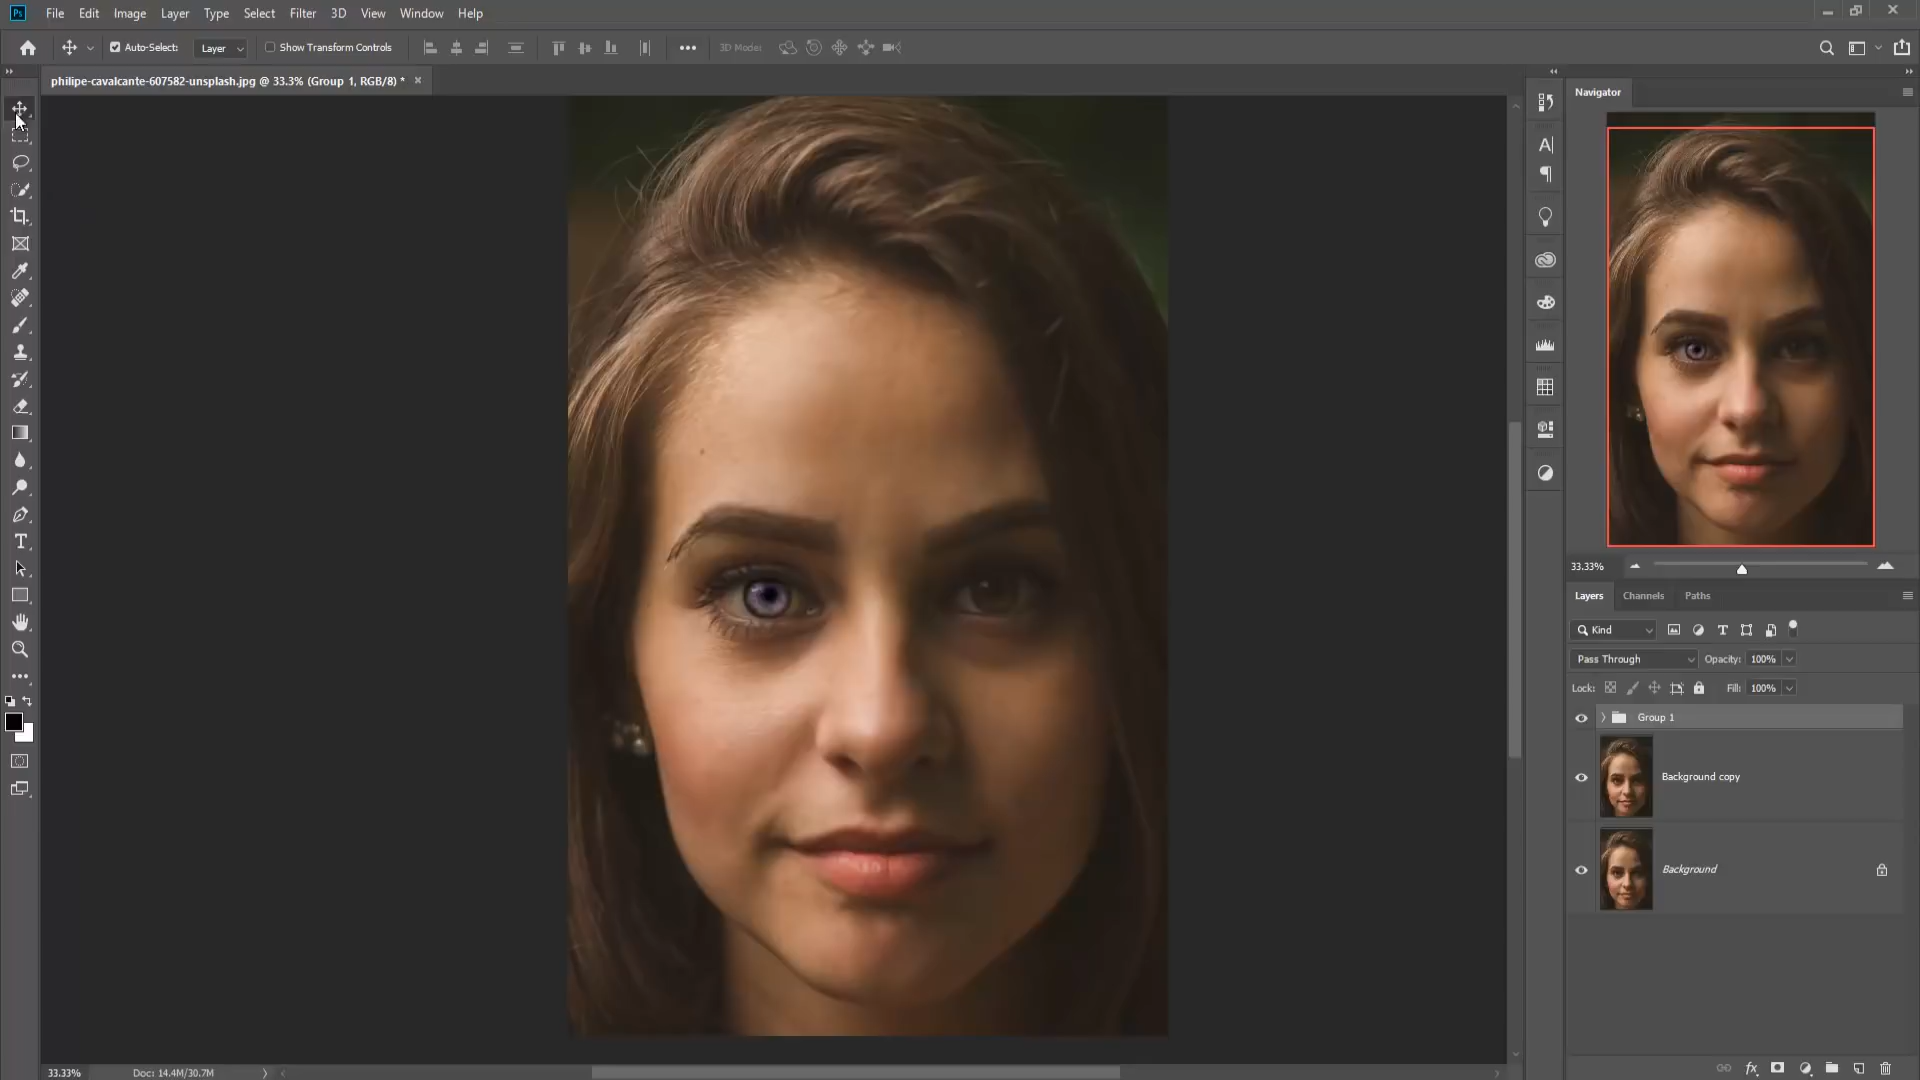 Ps File Edit Image Layer Type Select Filter 3D View Window Help
Auto-Select: Layer Show Transform Controls 3D Mode:
philipe-cavalcante-607582-unsplash.jpg @ 33.3% (Group 1, RGB/8) *
Navigator
33.33%
Layers Channels Paths
Kind
Pass Through Opacity: 100%
Lock: Fill: 100%
Group 1
Background copy
Background
33.33% Doc: 14.4M/30.7M